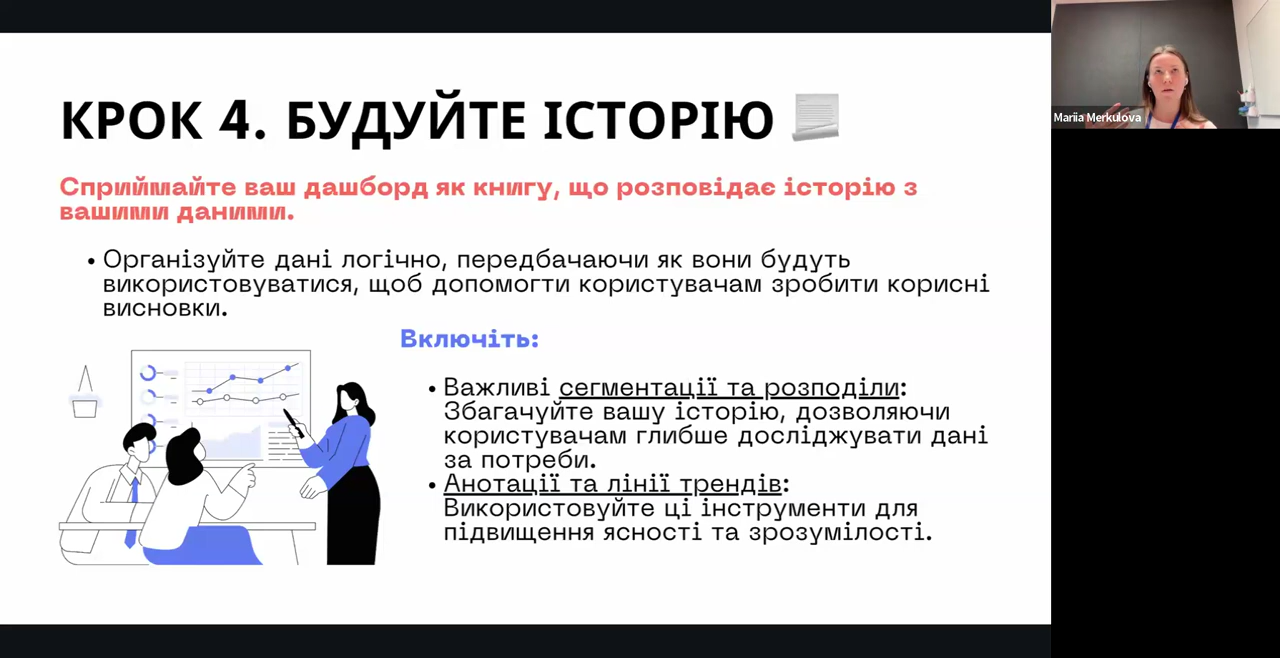 КРОК 4. БУДУЙТЕ ІСТОРІЮ
Сприймайте ваш дашборд як книгу, що розповідає історію з
вашими даними.
• Організуйте дані логічно, передбачаючи як вони будуть
використовуватися, щоб допомогти користувачам зробити корисні
висновки.
Включіть:
• Важливі сегментації та розподіли:
Збагачуйте вашу історію, дозволяючи
користувачам глибше досліджувати дані
за потреби.
• Анотації та лінії трендів:
Використовуйте ці інструменти для
підвищення ясності та зрозумілості.
Mariia Merkulova